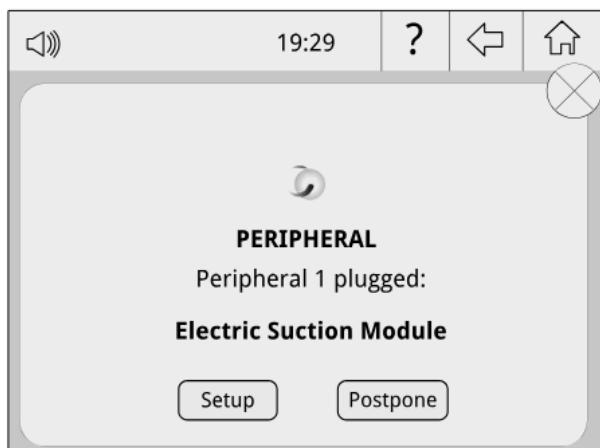 19:29 ?
PERIPHERAL
Peripheral 1 plugged:
Electric Suction Module
Setup Postpone